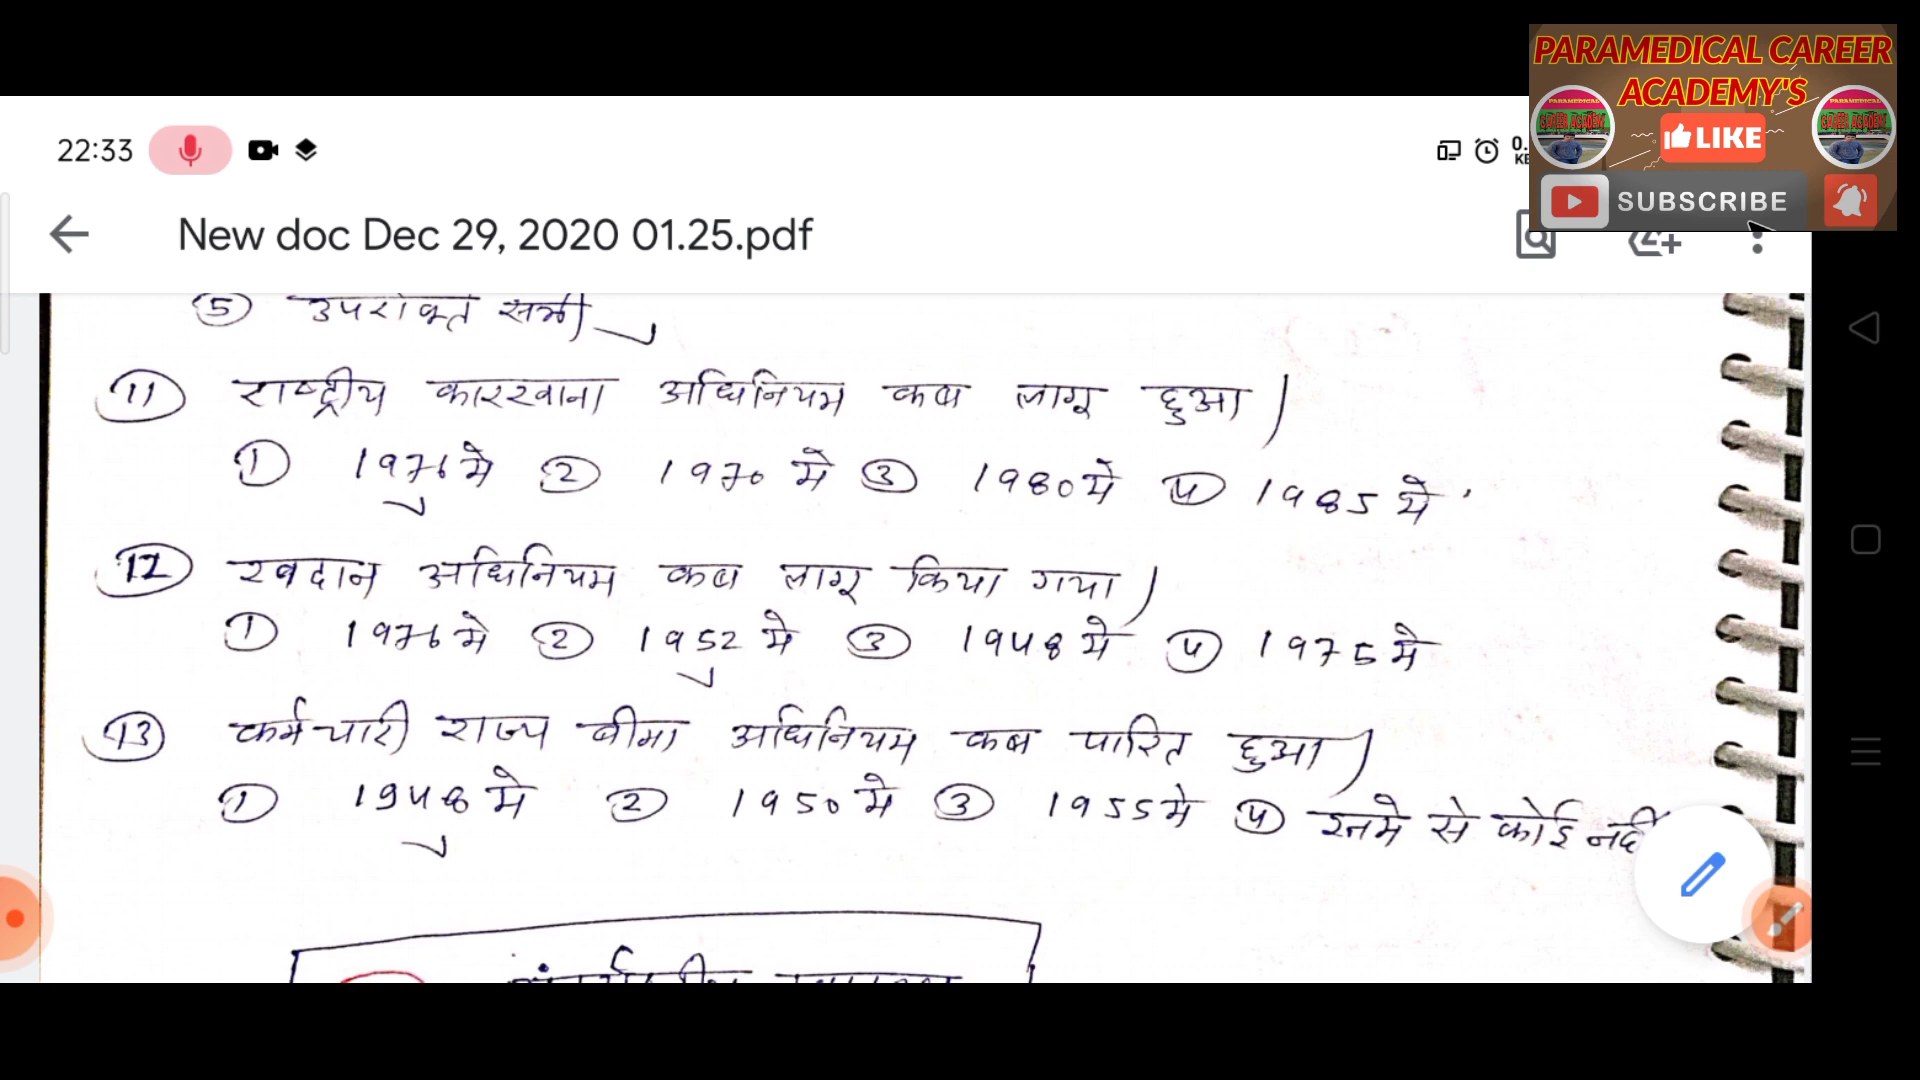 PARAMEDICAL CAREER
ACADEMY'S
LIKE
SUBSCRIBE
22:33
New doc Dec 29, 2020 01.25.pdf
5 उपरोक्त सभी
11 राष्ट्रीय कारखाना अधिनियम कब लागू हुआ।
1 1976 मे 2 1970 मे 3 1980 मे 4 1985 मे
12 खदान अधिनियम कब लागू किया गया।
1 1976 मे 2 1952 मे 3 1948 मे 4 1975 मे
13 कर्मचारी राज्य बीमा अधिनियम कब पारित हुआ।
1 1948 मे 2 1950 मे 3 1955 मे 4 इनमे से कोई